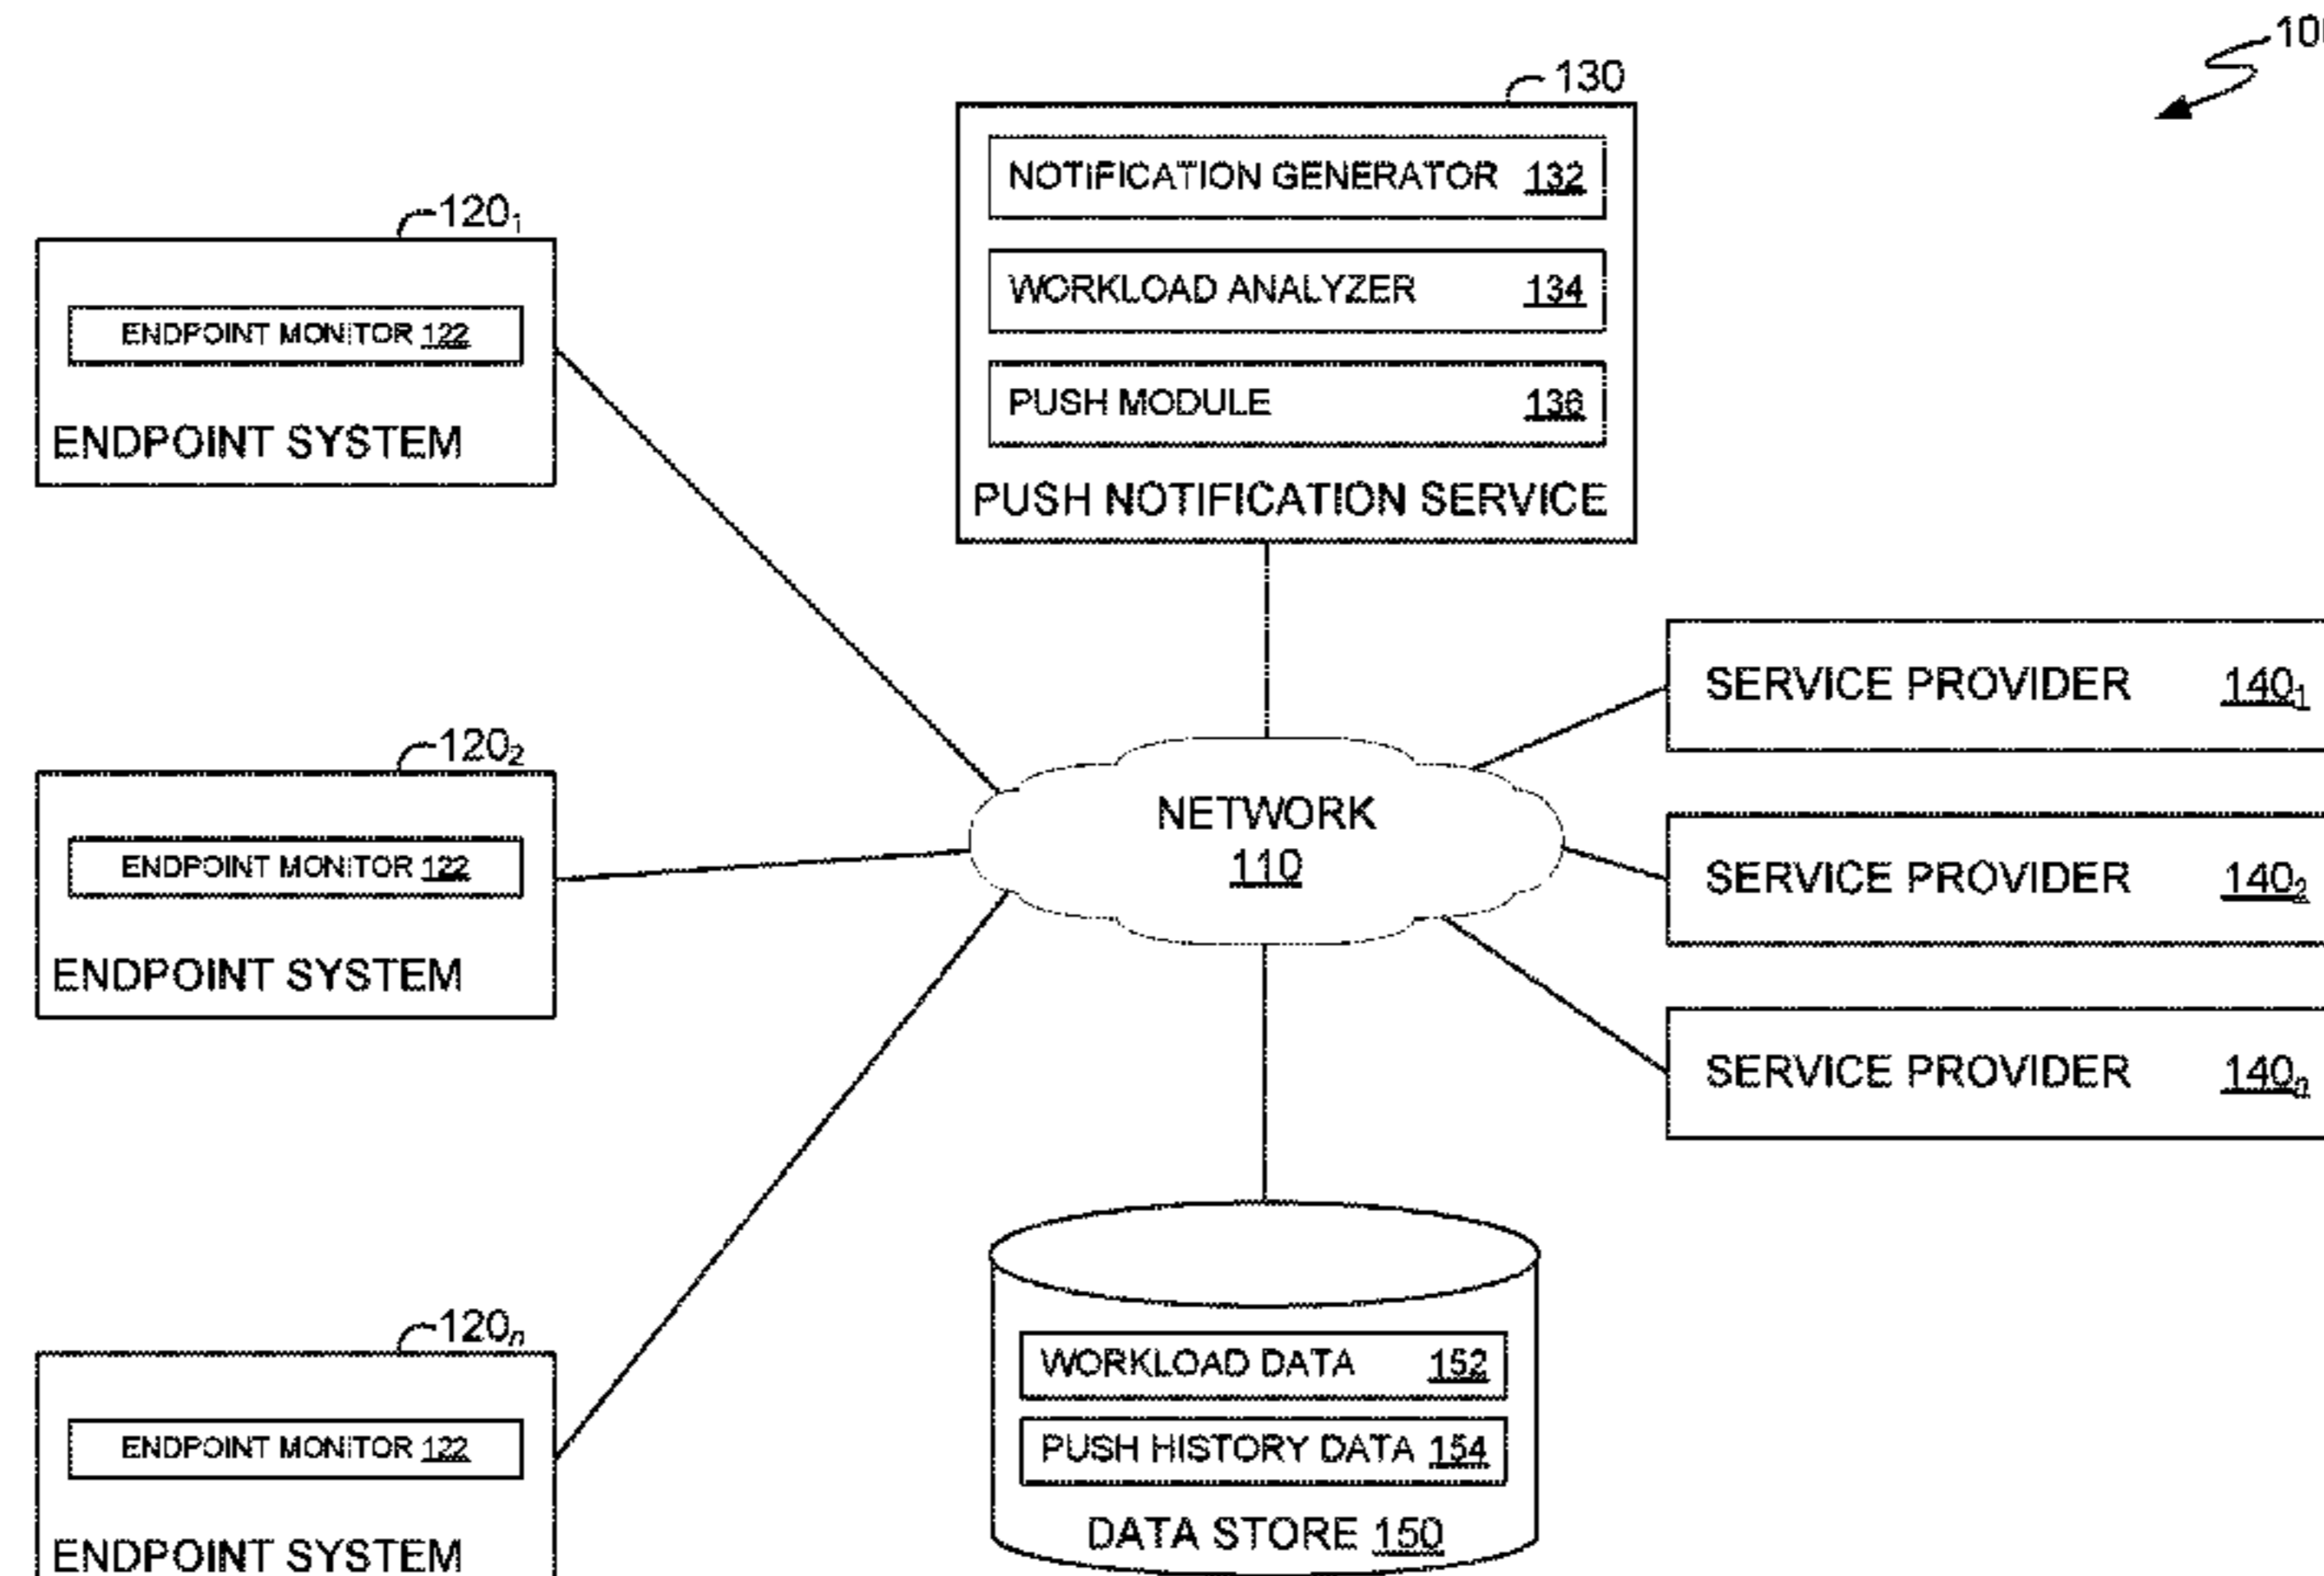 130
NOTIFICATION GENERATOR 132
WORKLOAD ANALYZER 134
PUSH MODULE 136
PUSH NOTIFICATION SERVICE
120₁
ENDPOINT MONITOR 122
ENDPOINT SYSTEM
120₂
ENDPOINT MONITOR 122
ENDPOINT SYSTEM
120ₙ
ENDPOINT MONITOR 122
ENDPOINT SYSTEM
NETWORK
110
SERVICE PROVIDER 140₁
SERVICE PROVIDER 140₂
SERVICE PROVIDER 140ₙ
WORKLOAD DATA 152
PUSH HISTORY DATA 154
DATA STORE 150